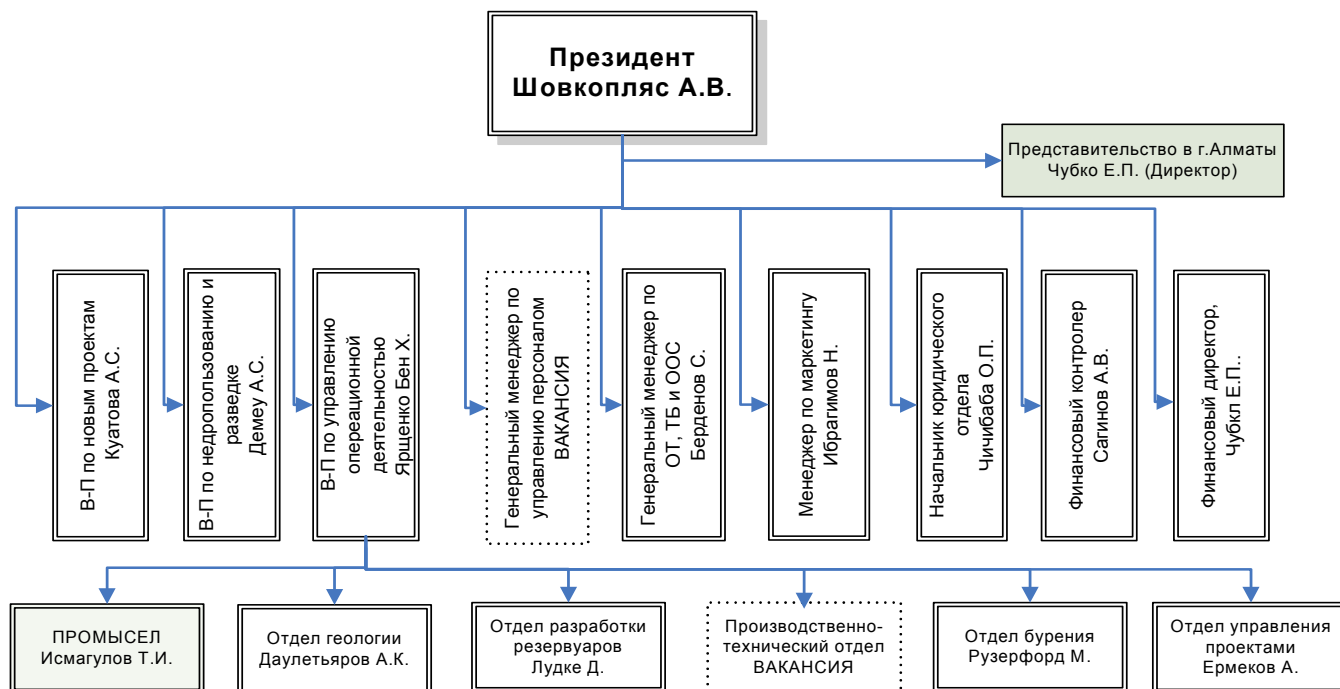 Президент
Шовкопляс А.В.
Представительство в г.Алматы
Чубко Е.П. (Директор)
В-П по новым проектам
Куатова А.С.
В-П по недропользованию и
разведке
Демеу А.С.
В-П по управлению
опереационной
деятельностью
Ярщенко Бен Х.
Генеральный менеджер по
управлению персоналом
ВАКАНСИЯ
Генеральный менеджер по
ОТ, ТБ и ООС
Берденов С.
Менеджер по маркетингу
Ибрагимов Н.
Начальник юридического
отдела
Чичибаба О.П.
Финансовый контролер
Сагинов А.В.
Финансовый директор,
Чубкп Е.П..
ПРОМЫСЕЛ
Исмагулов Т.И.
Отдел геологии
Даулетьяров А.К.
Отдел разработки
резервуаров
Лудке Д.
Производственно-
технический отдел
ВАКАНСИЯ
Отдел бурения
Рузерфорд М.
Отдел управления
проектами
Ермеков А.